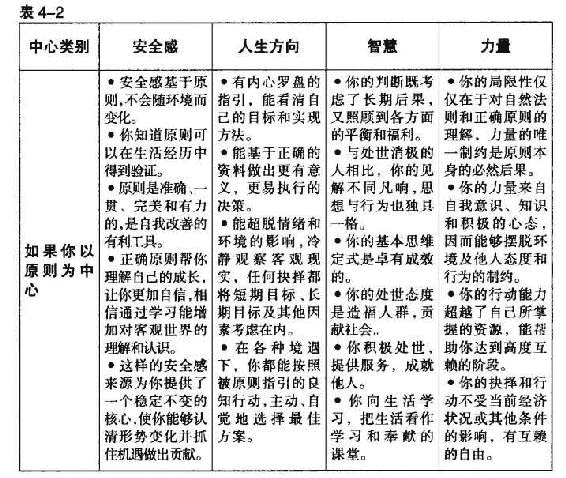 表 4-2
中心类别 安全感 人生方向 智慧 力量
如果你以
原则为中
心
● 安全感基于原
则,不会随环境而
变化。
● 你知道原则可
以在生活经历中
得到验证。
● 原则是准确、一
贯、完美和有力
的,是自我改善的
有利工具。
● 正确原则帮你
理解自己的成长,
让你更加自信,相
信通过学习能增
加对客观世界的
理解和认识。
● 这样的安全感
来源为你提供了
一个稳定不变的
核心,使你能够认
清形势变化并抓
住机遇做出贡献。
● 有内心罗盘的
指引，能看清自
己的目标和实现
方法。
● 能基于正确的
资料做出更有意
义，更易执行的
决策。
● 能超脱情绪和
环境的影响,冷
静观察客观现
实，任何抉择都
将短期目标、长
期目标及其他因
素考虑在内。
● 在各种境遇
下，你都能按照
被原则指引的良
知行动,主动、自
觉地选择最佳
方案。
● 你的判断既考
虑了长期后果，
又照顾到各方面
的平衡和福利。
● 与处世消极的
人相比，你的见
解不同凡响,思想
与行为也独具
一格。
● 你的基本思维
定式是卓有成效
的。
● 你的处世态度
是造福人群,贡
献社会。
● 你积极处世,
提供服务，成就
他人。
● 你向生活学
习，把生活看作
学习和奉献的
课堂。
● 你的局限性仅
仅在于对自然法
则和正确原则的
理解，力量的唯
一制约是原则本
身的必然后果。
● 你的力量来自
自我意识、知识
和积极的心态，
因而能够摆脱环
境及他人态度和
行为的制约。
● 你的行动能力
超越了自己所掌
握的资源，能帮
助你达到高度互
赖的阶段。
● 你的抉择和行
动不受当前经济
状况或其他条件
的影响，有互赖
的自由。